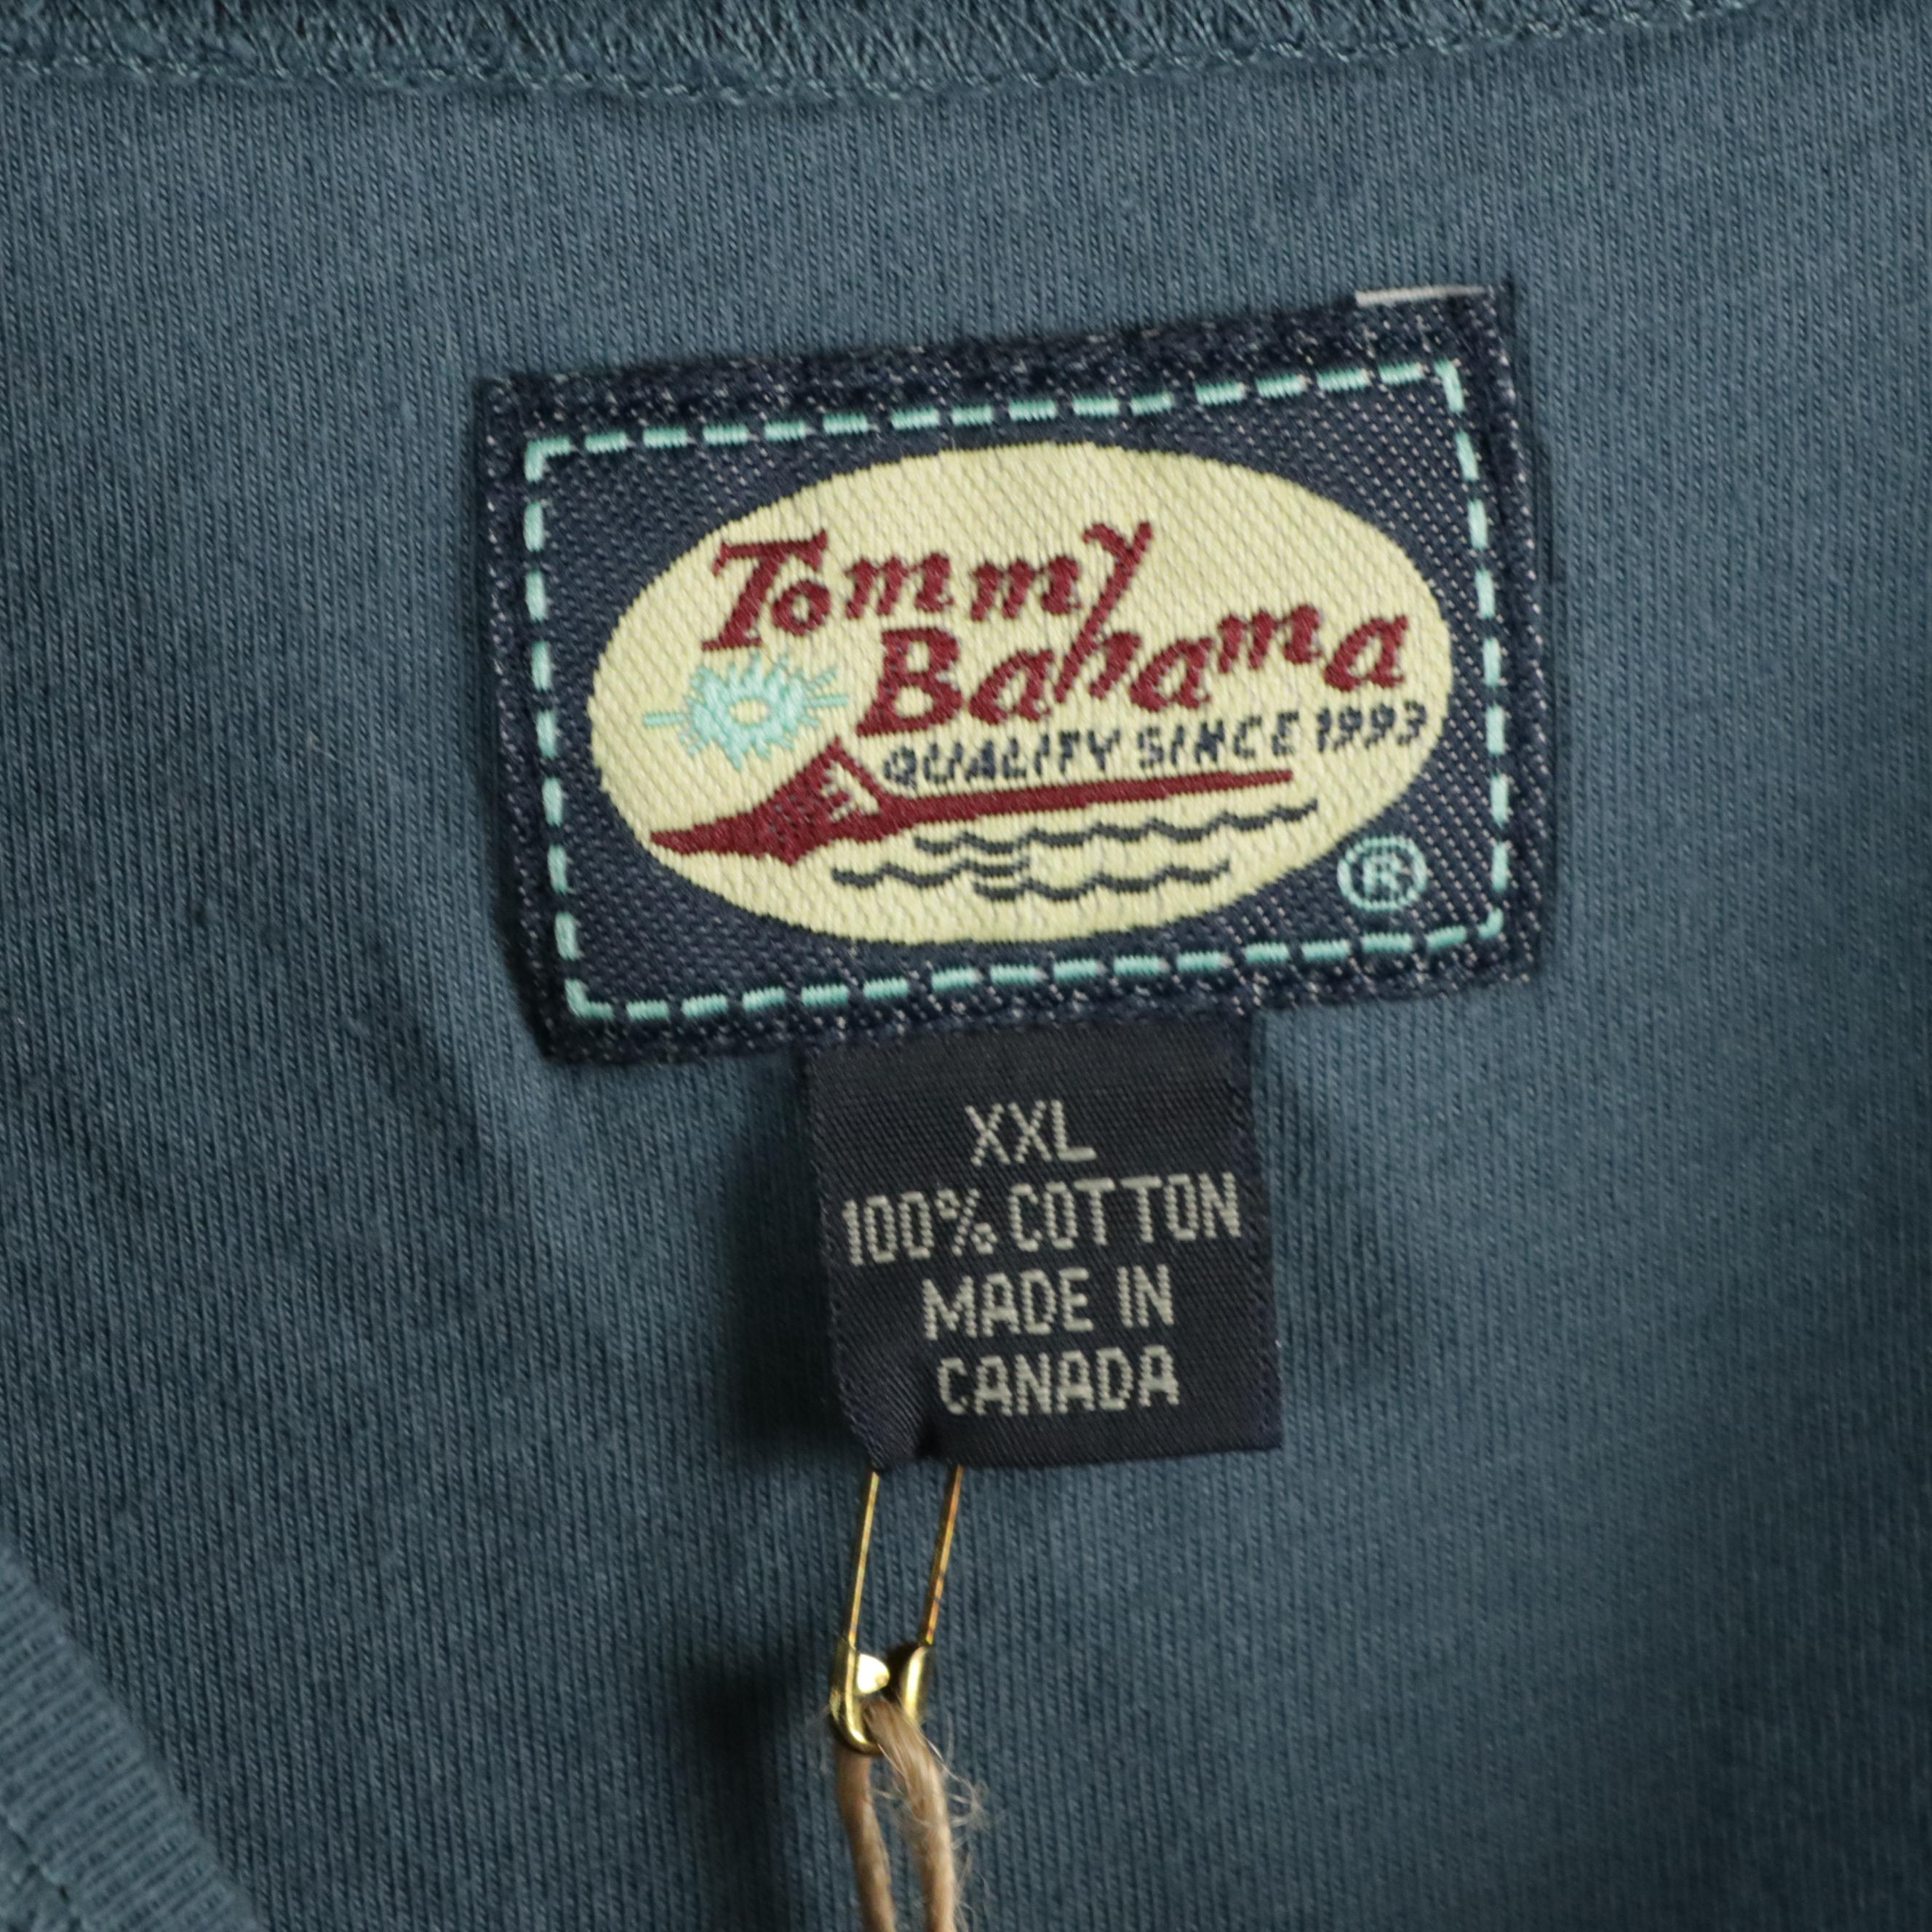 Tommy
Bahama
QUALITY SINCE 1993
®
XXL
100% COTTON
MADE IN
CANADA